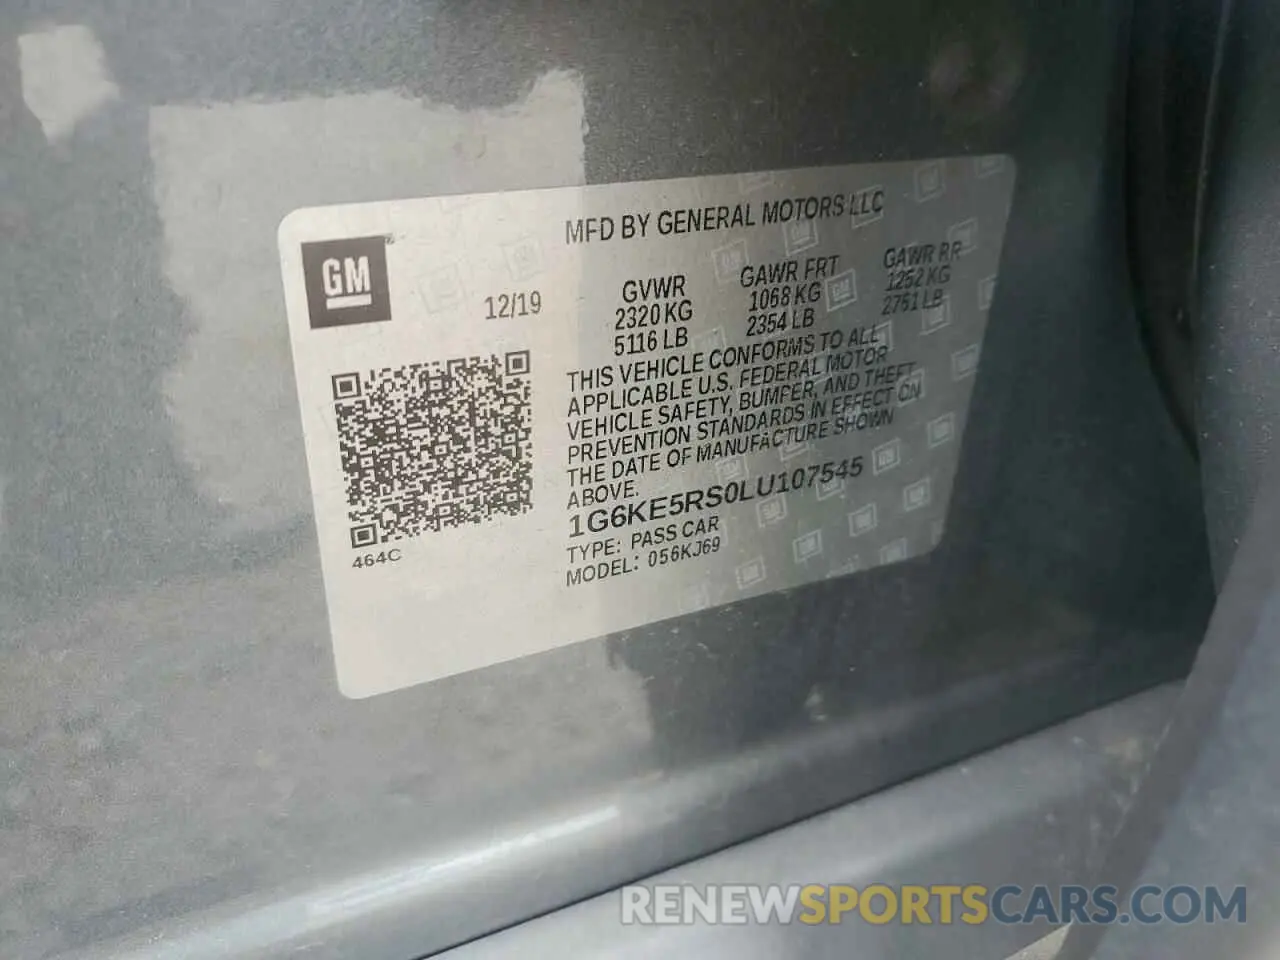 MFD BY GENERAL MOTORS LLC
GM
12/19
GVWR
2320 KG
5116 LB
GAWR FRT
1068 KG
2354 LB
GAWR RR
1252 KG
2761 LB
THIS VEHICLE CONFORMS TO ALL
APPLICABLE U.S. FEDERAL MOTOR
VEHICLE SAFETY, BUMPER, AND THEFT
PREVENTION STANDARDS IN EFFECT ON
THE DATE OF MANUFACTURE SHOWN
ABOVE.
1G6KE5RS0LU107545
TYPE: PASS CAR
MODEL: 056KJ69
464C
RENEWSPORTSCARS.COM